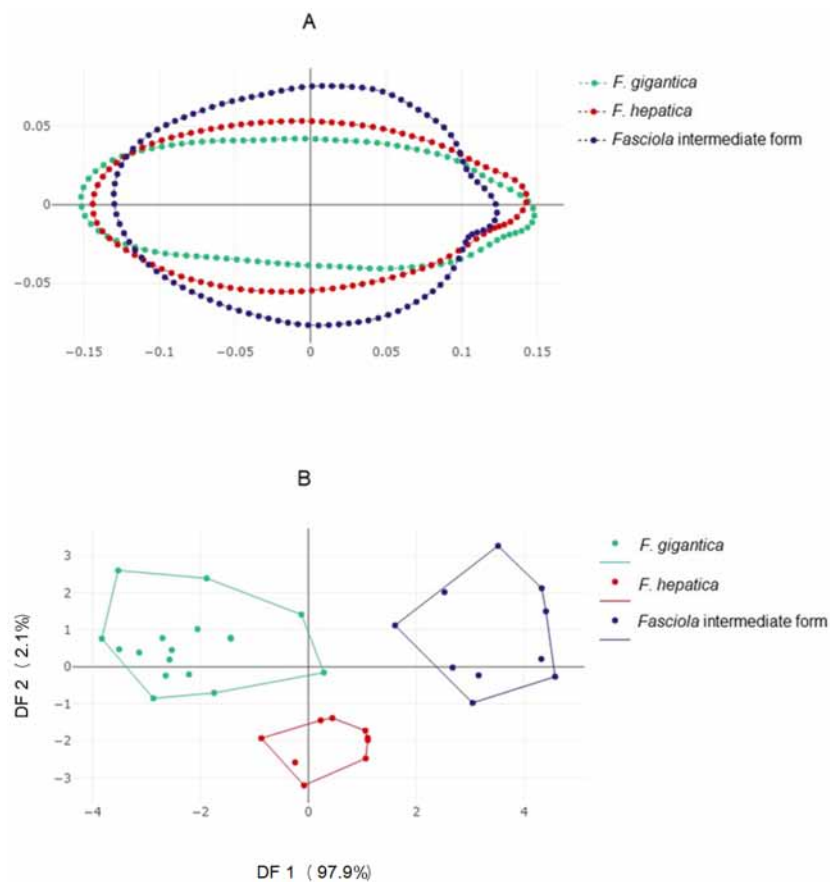 A
F. gigantica
F. hepatica
Fasciola intermediate form
0.05
0
−0.05
−0.15
−0.1
−0.05
0
0.05
0.1
0.15
B
F. gigantica
F. hepatica
Fasciola intermediate form
3
2
1
0
−1
−2
−3
DF 2 ( 2.1%)
−4
−2
0
2
4
DF 1 ( 97.9%)